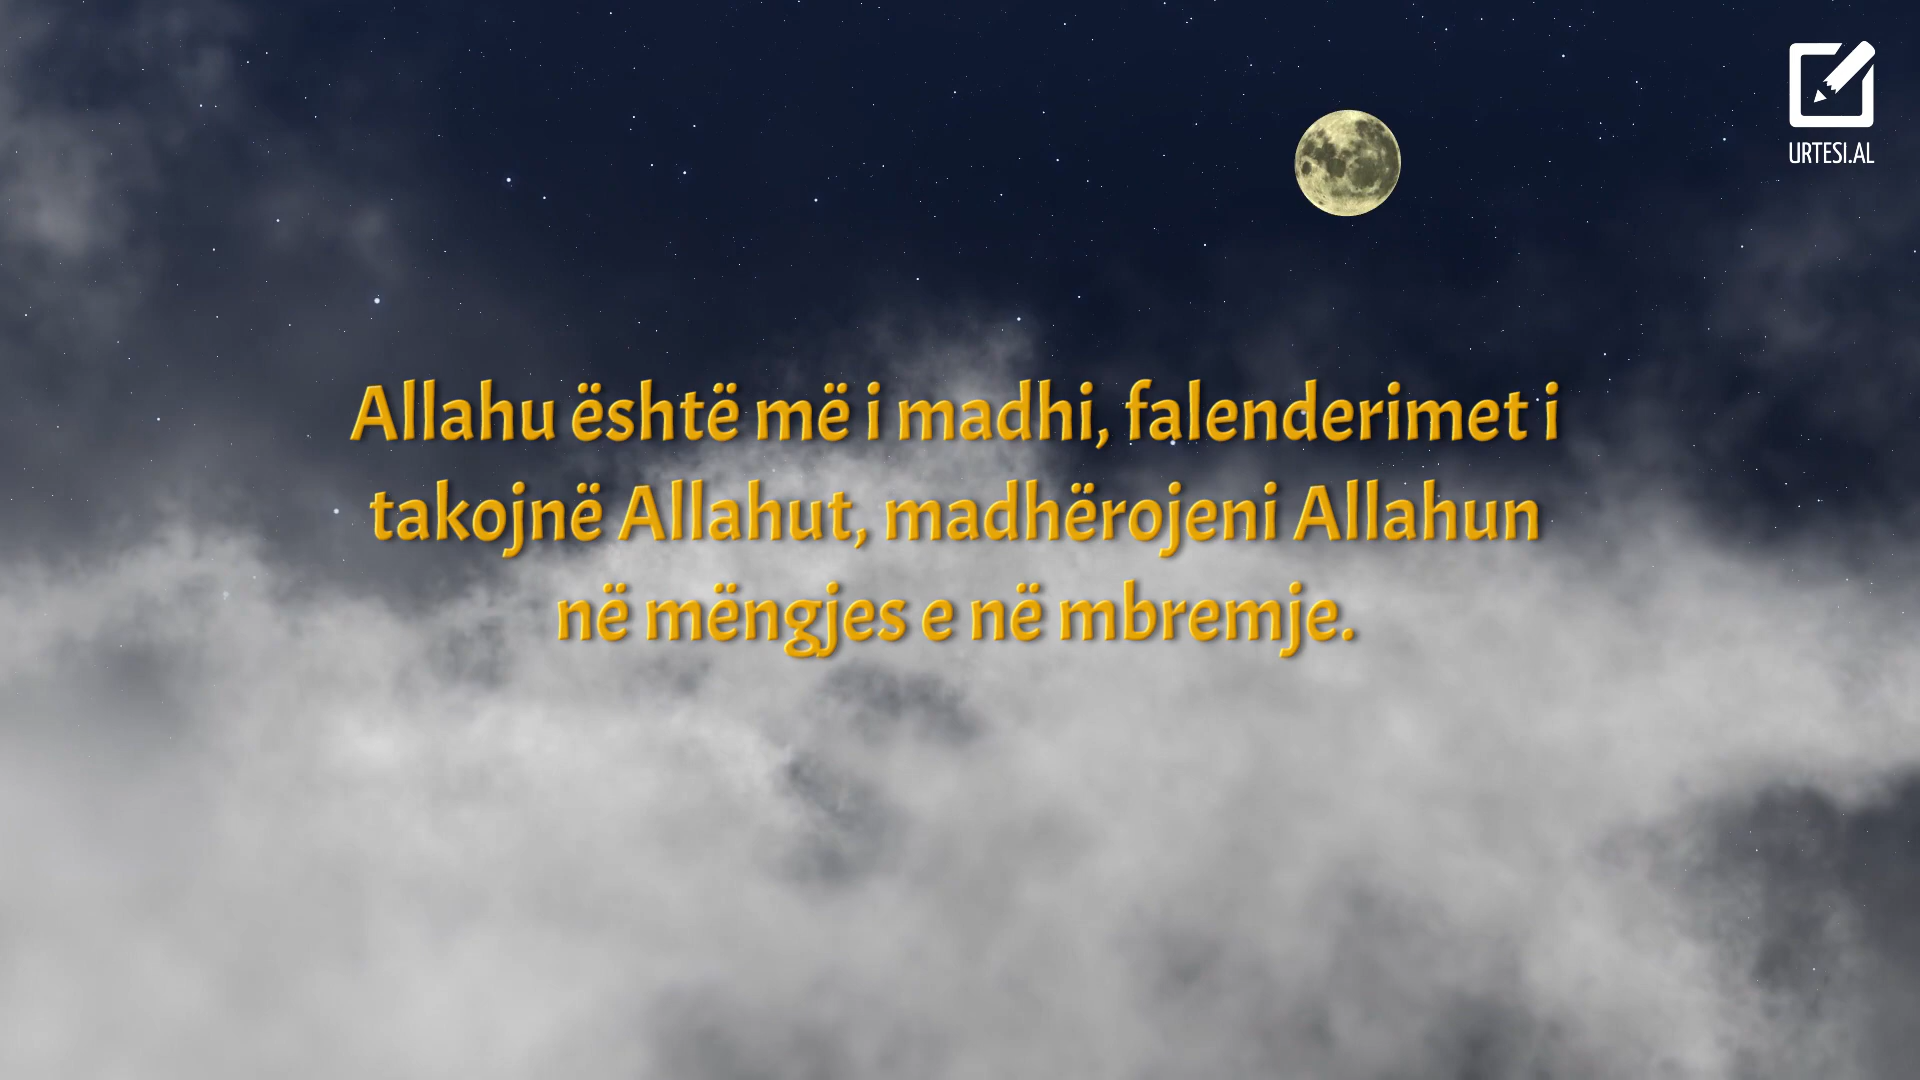 URTESI.AL
Allahu është më i madhi, falenderimet i
takojnë Allahut, madhërojeni Allahun
në mëngjes e në mbremje.